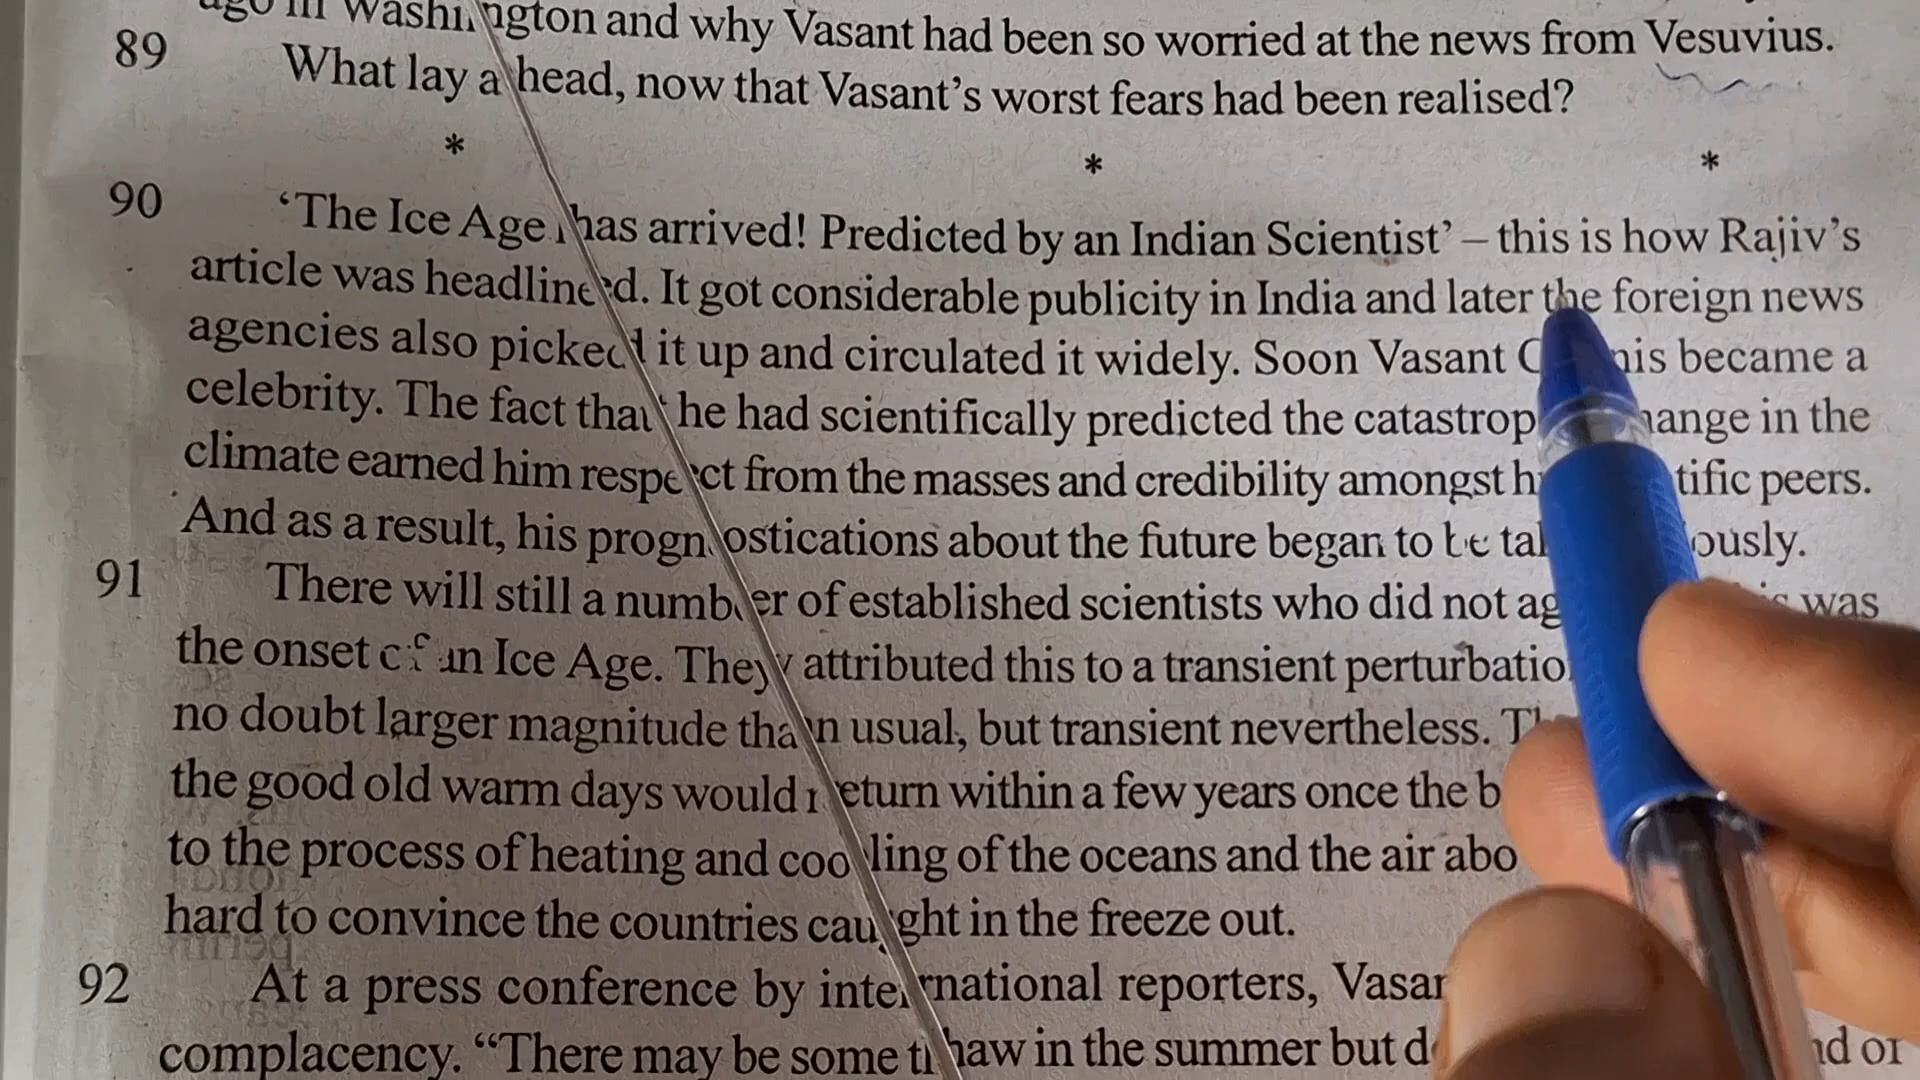 ago in Washington and why Vasant had been so worried at the news from Vesuvius.
89 What lay ahead, now that Vasant's worst fears had been realised?
* * *
90 ‘The Ice Age has arrived! Predicted by an Indian Scientist’ – this is how Rajiv’s
article was headlined. It got considerable publicity in India and later the foreign news
agencies also picked it up and circulated it widely. Soon Vasant became a
celebrity. The fact that he had scientifically predicted the in the
climate earned him respect from the masses and credibility amongst peers.
And as a result, his prognostications about the future began to be
91 There will still a number of established scientists who did not was
the onset of an Ice Age. They attributed this to a transient
no doubt larger magnitude than usual, but transient nevertheless.
the good old warm days would return within a few years once the
to the process of heating and cooling of the oceans and the air
hard to convince the countries caught in the freeze out.
92 At a press conference by international reporters,
complacency. “There may be some thaw in the summer but